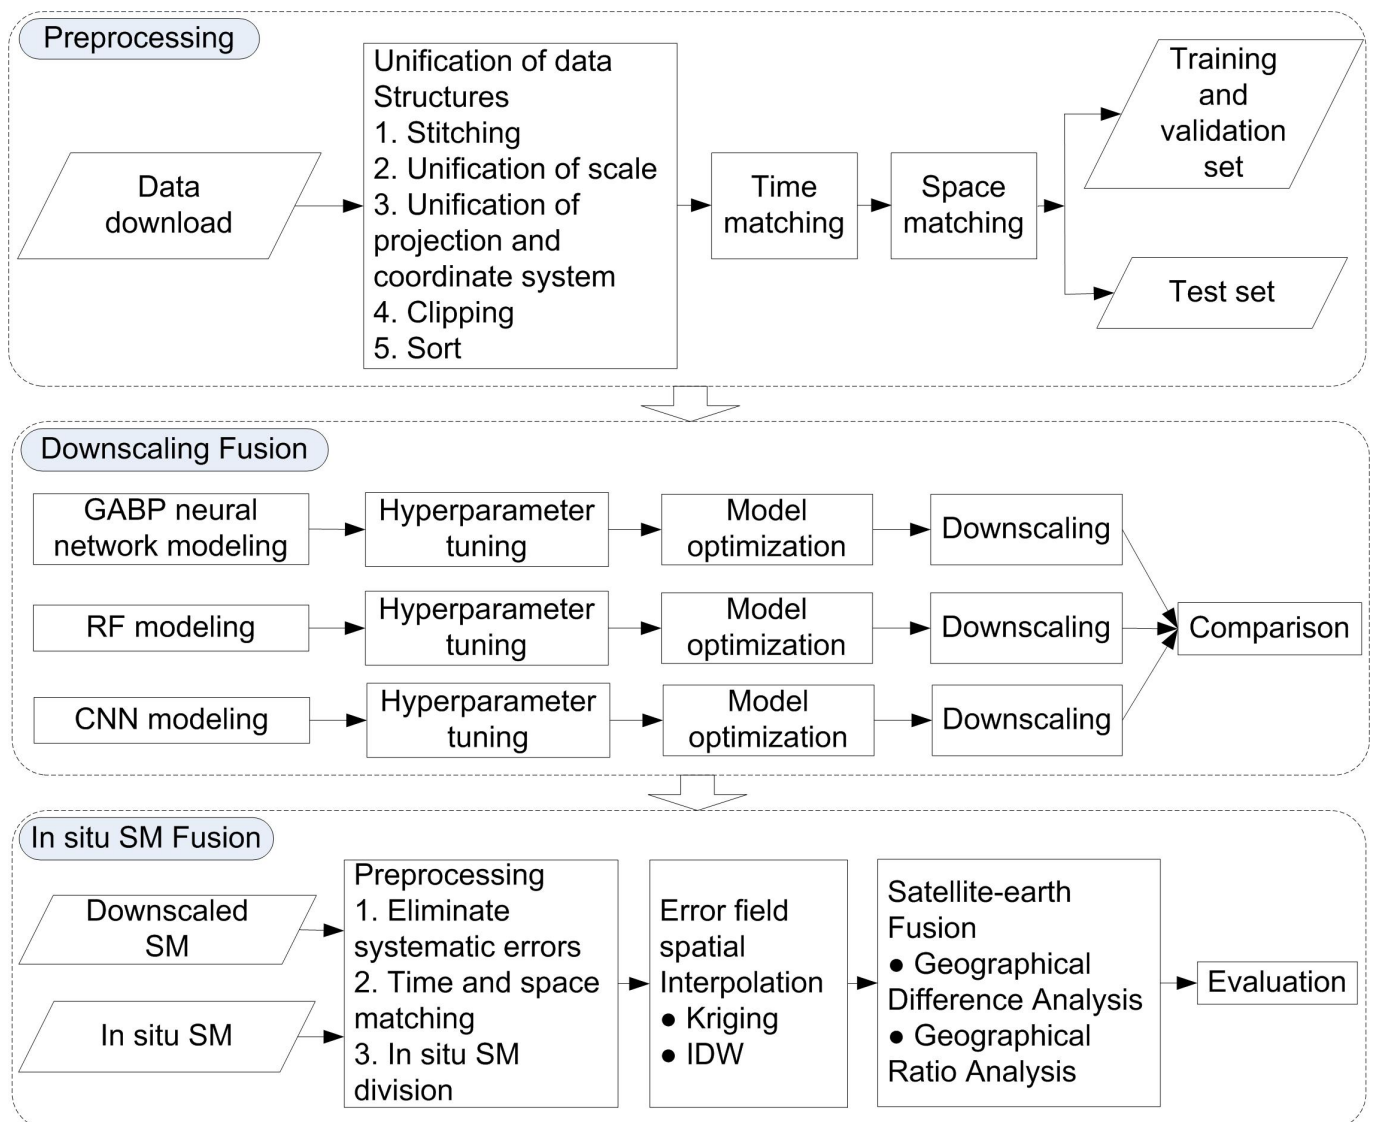 Preprocessing
Data
download
Unification of data
Structures
1. Stitching
2. Unification of scale
3. Unification of
projection and
coordinate system
4. Clipping
5. Sort
Time
matching
Space
matching
Training
and
validation
set
Test set
Downscaling Fusion
GABP neural
network modeling
Hyperparameter
tuning
Model
optimization
Downscaling
RF modeling
Hyperparameter
tuning
Model
optimization
Downscaling
CNN modeling
Hyperparameter
tuning
Model
optimization
Downscaling
Comparison
In situ SM Fusion
Downscaled
SM
In situ SM
Preprocessing
1. Eliminate
systematic errors
2. Time and space
matching
3. In situ SM
division
Error field
spatial
Interpolation
● Kriging
● IDW
Satellite-earth
Fusion
● Geographical
Difference Analysis
● Geographical
Ratio Analysis
Evaluation